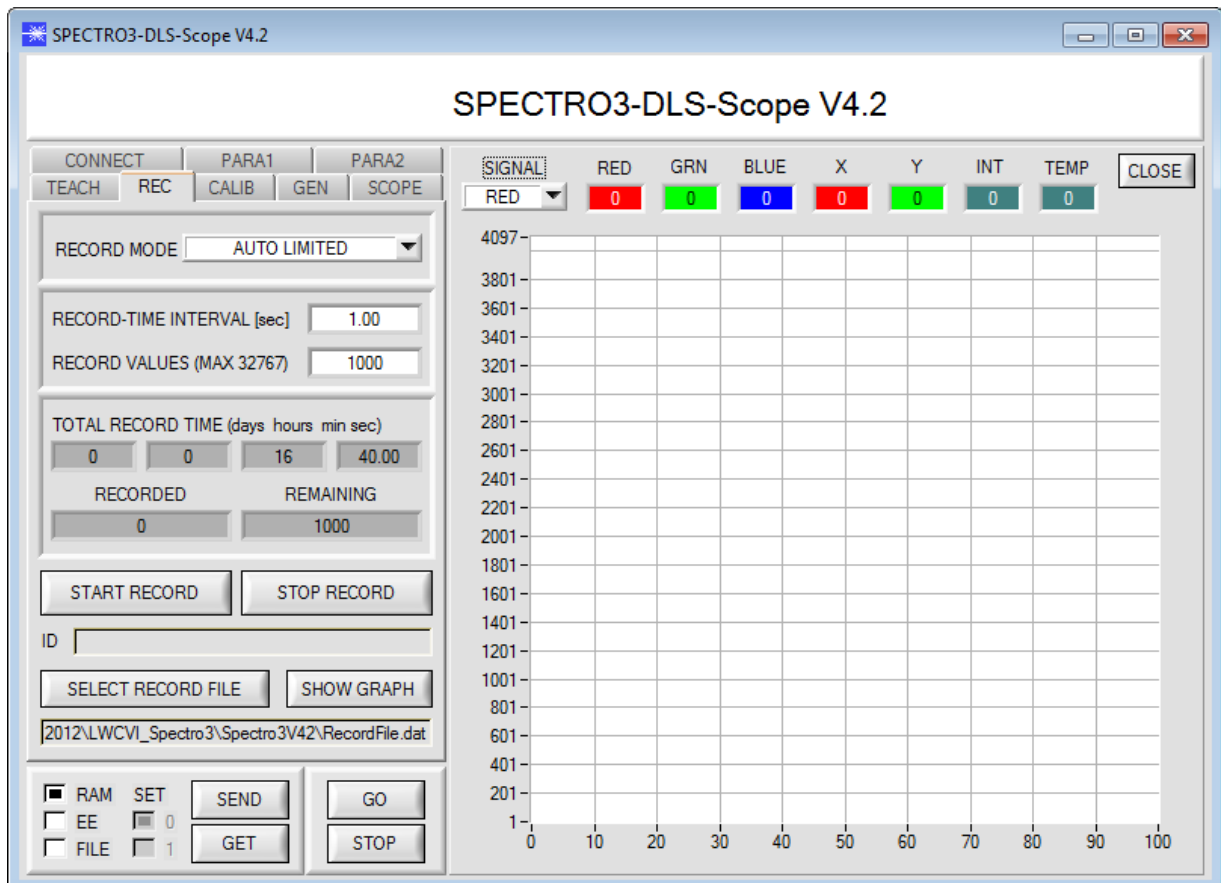 SPECTRO3-DLS-Scope V4.2
SPECTRO3-DLS-Scope V4.2
CONNECT PARA1 PARA2
TEACH REC CALIB GEN SCOPE
RECORD MODE AUTO LIMITED
RECORD-TIME INTERVAL [sec] 1.00
RECORD VALUES (MAX 32767) 1000
TOTAL RECORD TIME (days hours min sec)
0 0 16 40.00
RECORDED REMAINING
0 1000
START RECORD STOP RECORD
ID
SELECT RECORD FILE SHOW GRAPH
2012\LWCVI_Spectro3\Spectro3V42\RecordFile.dat
RAM SET SEND GO
EE 0
FILE 1 GET STOP
SIGNAL RED GRN BLUE X Y INT TEMP CLOSE
RED 0 0 0 0 0 0 0
4097
3801
3601
3401
3201
3001
2801
2601
2401
2201
2001
1801
1601
1401
1201
1001
801
601
401
201
1
0 10 20 30 40 50 60 70 80 90 100